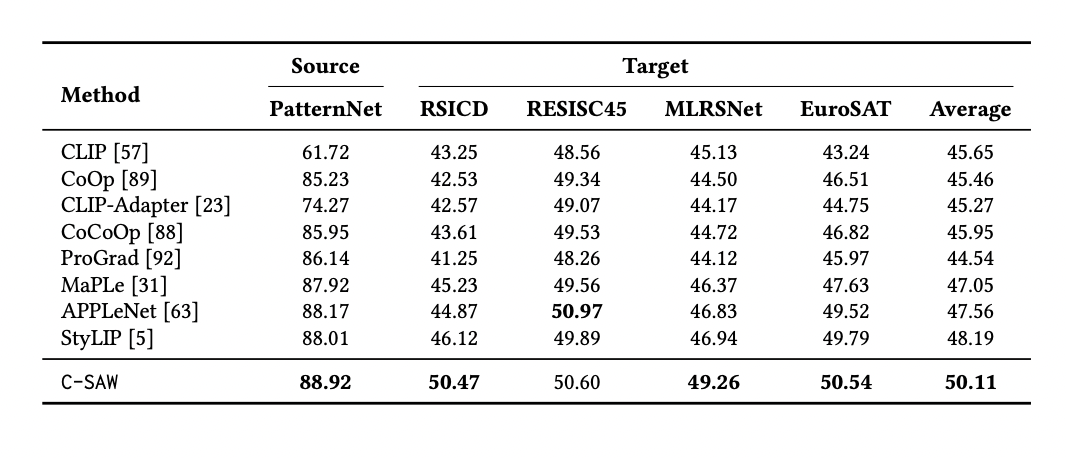 Source Target
Method
PatternNet RSICD RESISC45 MLRSNet EuroSAT Average
CLIP [57] 61.72 43.25 48.56 45.13 43.24 45.65
CoOp [89] 85.23 42.53 49.34 44.50 46.51 45.46
CLIP-Adapter [23] 74.27 42.57 49.07 44.17 44.75 45.27
CoCoOp [88] 85.95 43.61 49.53 44.72 46.82 45.95
ProGrad [92] 86.14 41.25 48.26 44.12 45.97 44.54
MaPLe [31] 87.92 45.23 49.56 46.37 47.63 47.05
APPLeNet [63] 88.17 44.87 50.97 46.83 49.52 47.56
StyLIP [5] 88.01 46.12 49.89 46.94 49.79 48.19
C-SAW 88.92 50.47 50.60 49.26 50.54 50.11